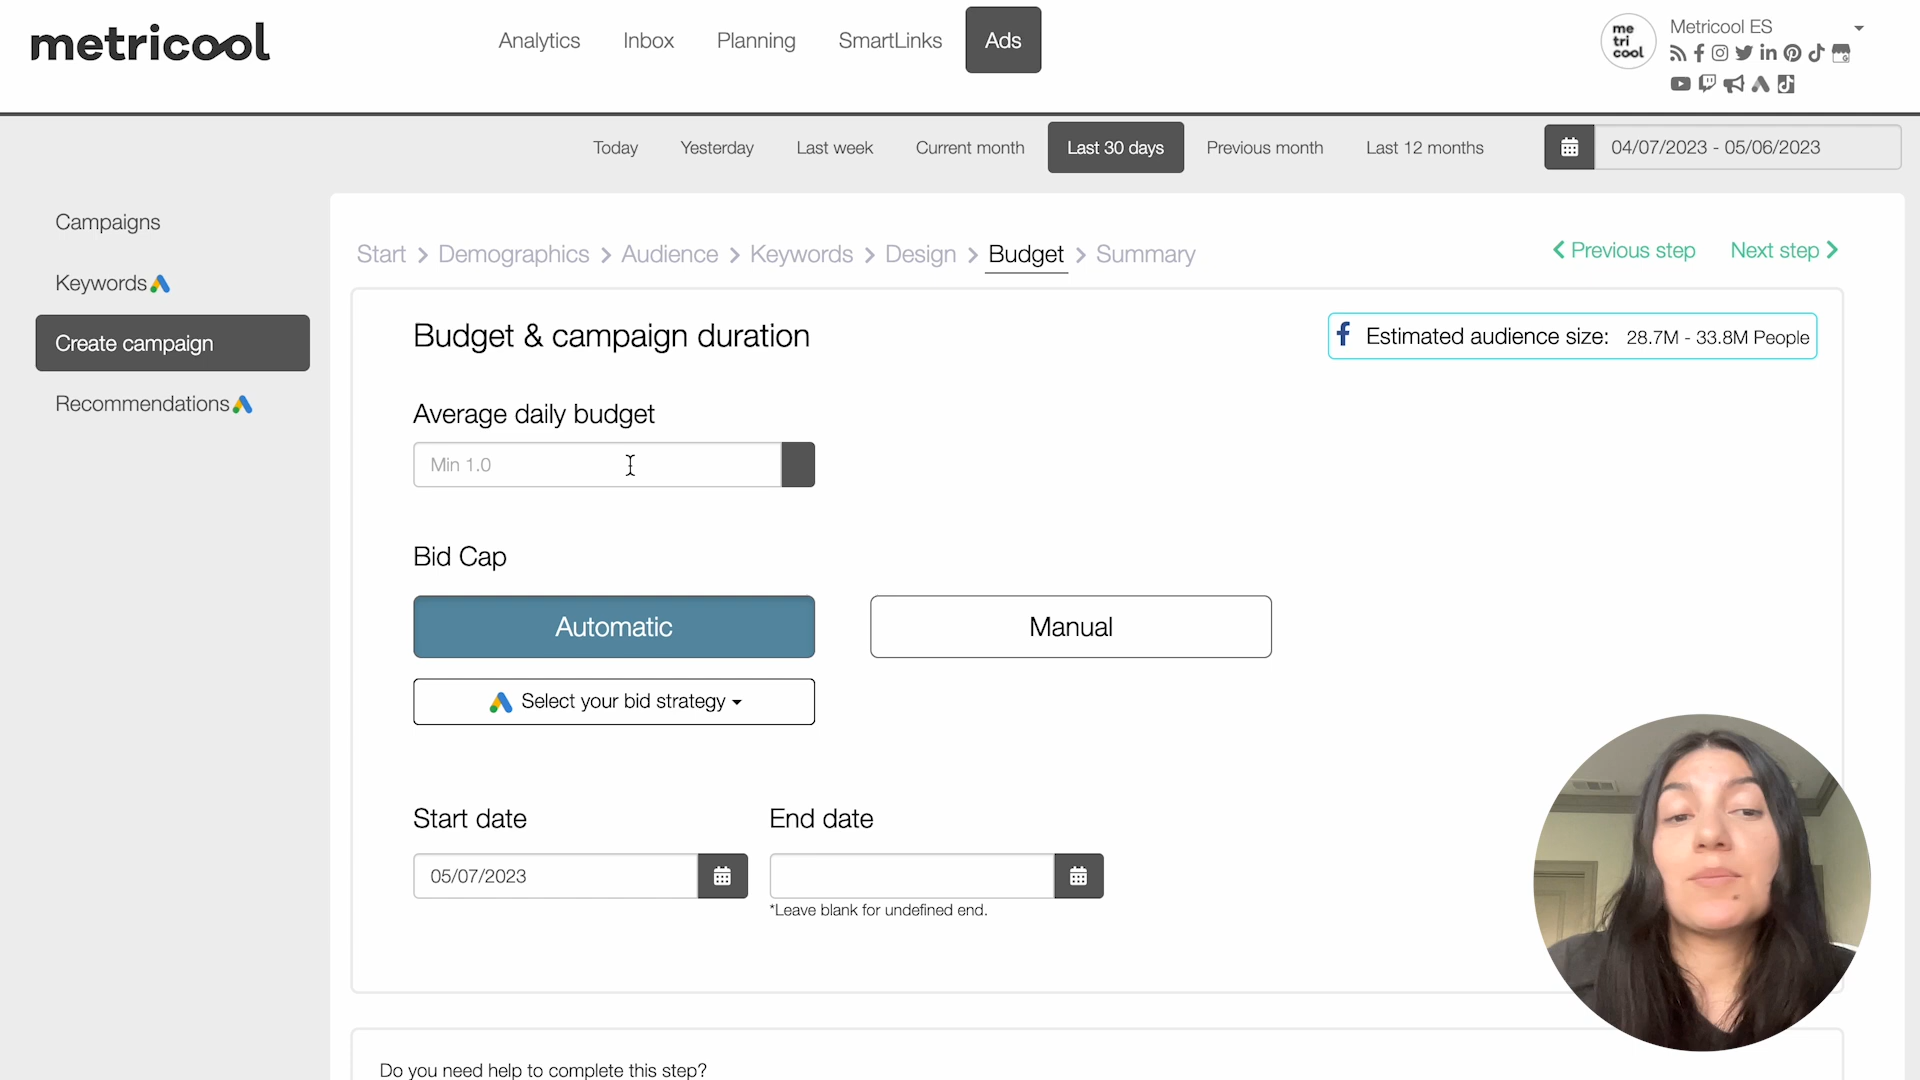 metricool
Analytics
Inbox
Planning
SmartLinks
Ads
me
tri
cool
Metricool ES
Today
Yesterday
Last week
Current month
Last 30 days
Previous month
Last 12 months
04/07/2023 - 05/06/2023
Campaigns
Keywords
Create campaign
Recommendations
Start > Demographics > Audience > Keywords > Design > Budget > Summary
Previous step
Next step
Budget & campaign duration
Estimated audience size: 28.7M - 33.8M People
Average daily budget
Min 1.0
Bid Cap
Automatic
Manual
Select your bid strategy
Start date
End date
05/07/2023
*Leave blank for undefined end.
Do you need help to complete this step?